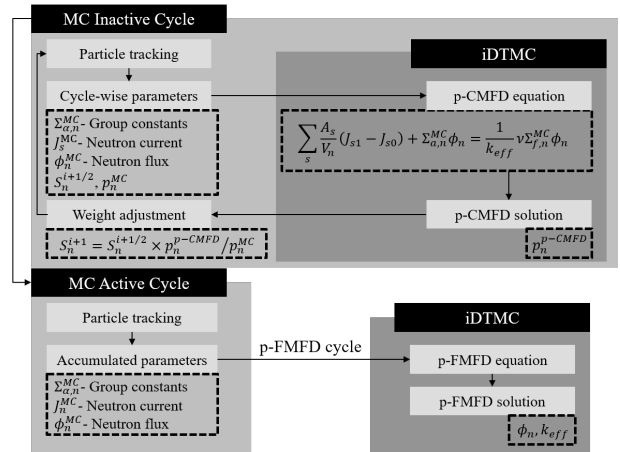 MC Inactive Cycle
Particle tracking
Cycle-wise parameters
Σ_{α,n}^{MC}- Group constants
J_s^{MC}- Neutron current
ϕ_n^{MC}- Neutron flux
S_n^{i+1/2}, p_n^{MC}
Weight adjustment
S_n^{i+1} = S_n^{i+1/2} × p_n^{p-CMFD}/p_n^{MC}
iDTMC
p-CMFD equation
∑_s A_s/V_n (J_{s1} − J_{s0}) + Σ_{a,n}^{MC}ϕ_n = 1/k_{eff} νΣ_{f,n}^{MC}ϕ_n
p-CMFD solution
p_n^{p-CMFD}
MC Active Cycle
Particle tracking
Accumulated parameters
Σ_{α,n}^{MC}- Group constants
J_n^{MC}- Neutron current
ϕ_n^{MC}- Neutron flux
p-FMFD cycle
iDTMC
p-FMFD equation
p-FMFD solution
ϕ_n, k_{eff}